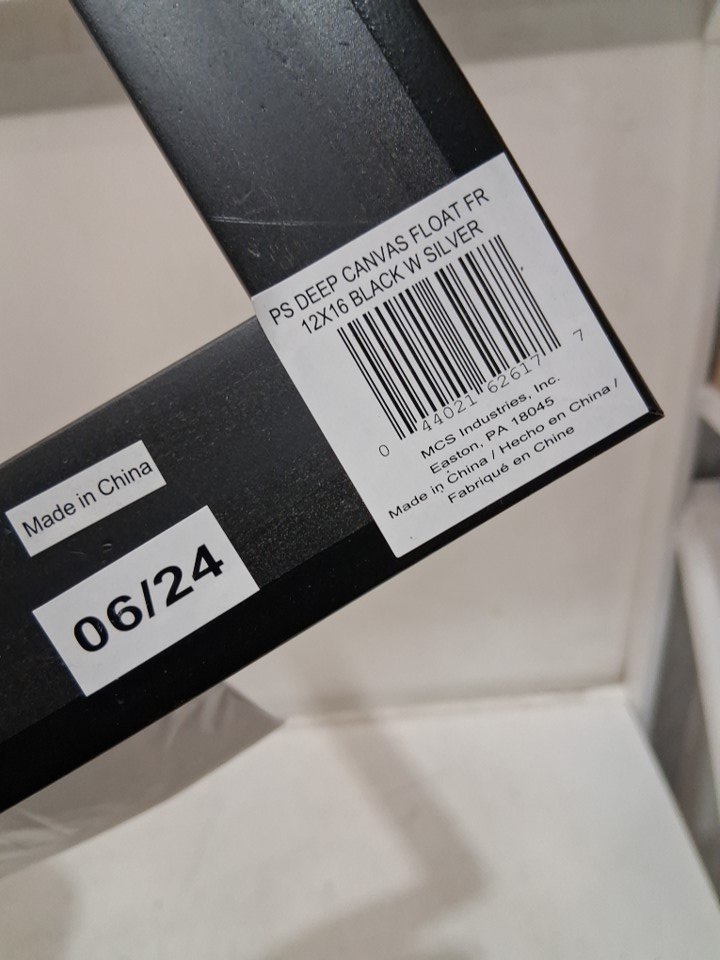 PS DEEP CANVAS FLOAT FR
12X16 BLACK W SILVER
0 44021 62617 7
MCS Industries, Inc.
Easton, PA 18045
Made in China / Hecho en China /
Fabriqué en Chine
Made in China
06/24